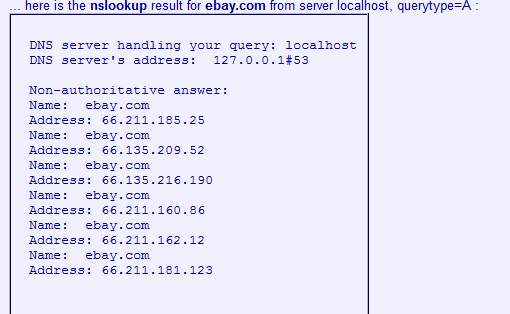 ... here is the nslookup result for ebay.com from server localhost, querytype=A :
DNS server handling your query: localhost
DNS server's address:  127.0.0.1#53
Non-authoritative answer:
Name:  ebay.com
Address: 66.211.185.25
Name:  ebay.com
Address: 66.135.209.52
Name:  ebay.com
Address: 66.135.216.190
Name:  ebay.com
Address: 66.211.160.86
Name:  ebay.com
Address: 66.211.162.12
Name:  ebay.com
Address: 66.211.181.123